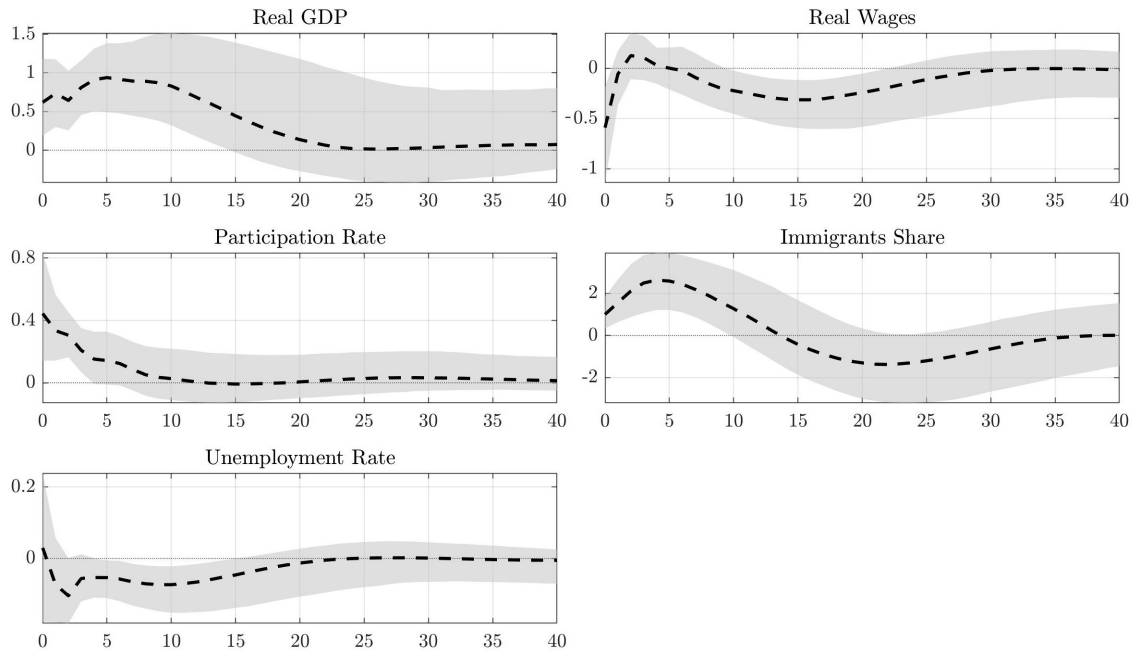 Real GDP
1.5
1
0.5
0
0 5 10 15 20 25 30 35 40
Real Wages
0
-0.5
-1
0 5 10 15 20 25 30 35 40
Participation Rate
0.8
0.4
0
0 5 10 15 20 25 30 35 40
Immigrants Share
2
0
-2
0 5 10 15 20 25 30 35 40
Unemployment Rate
0.2
0
0 5 10 15 20 25 30 35 40